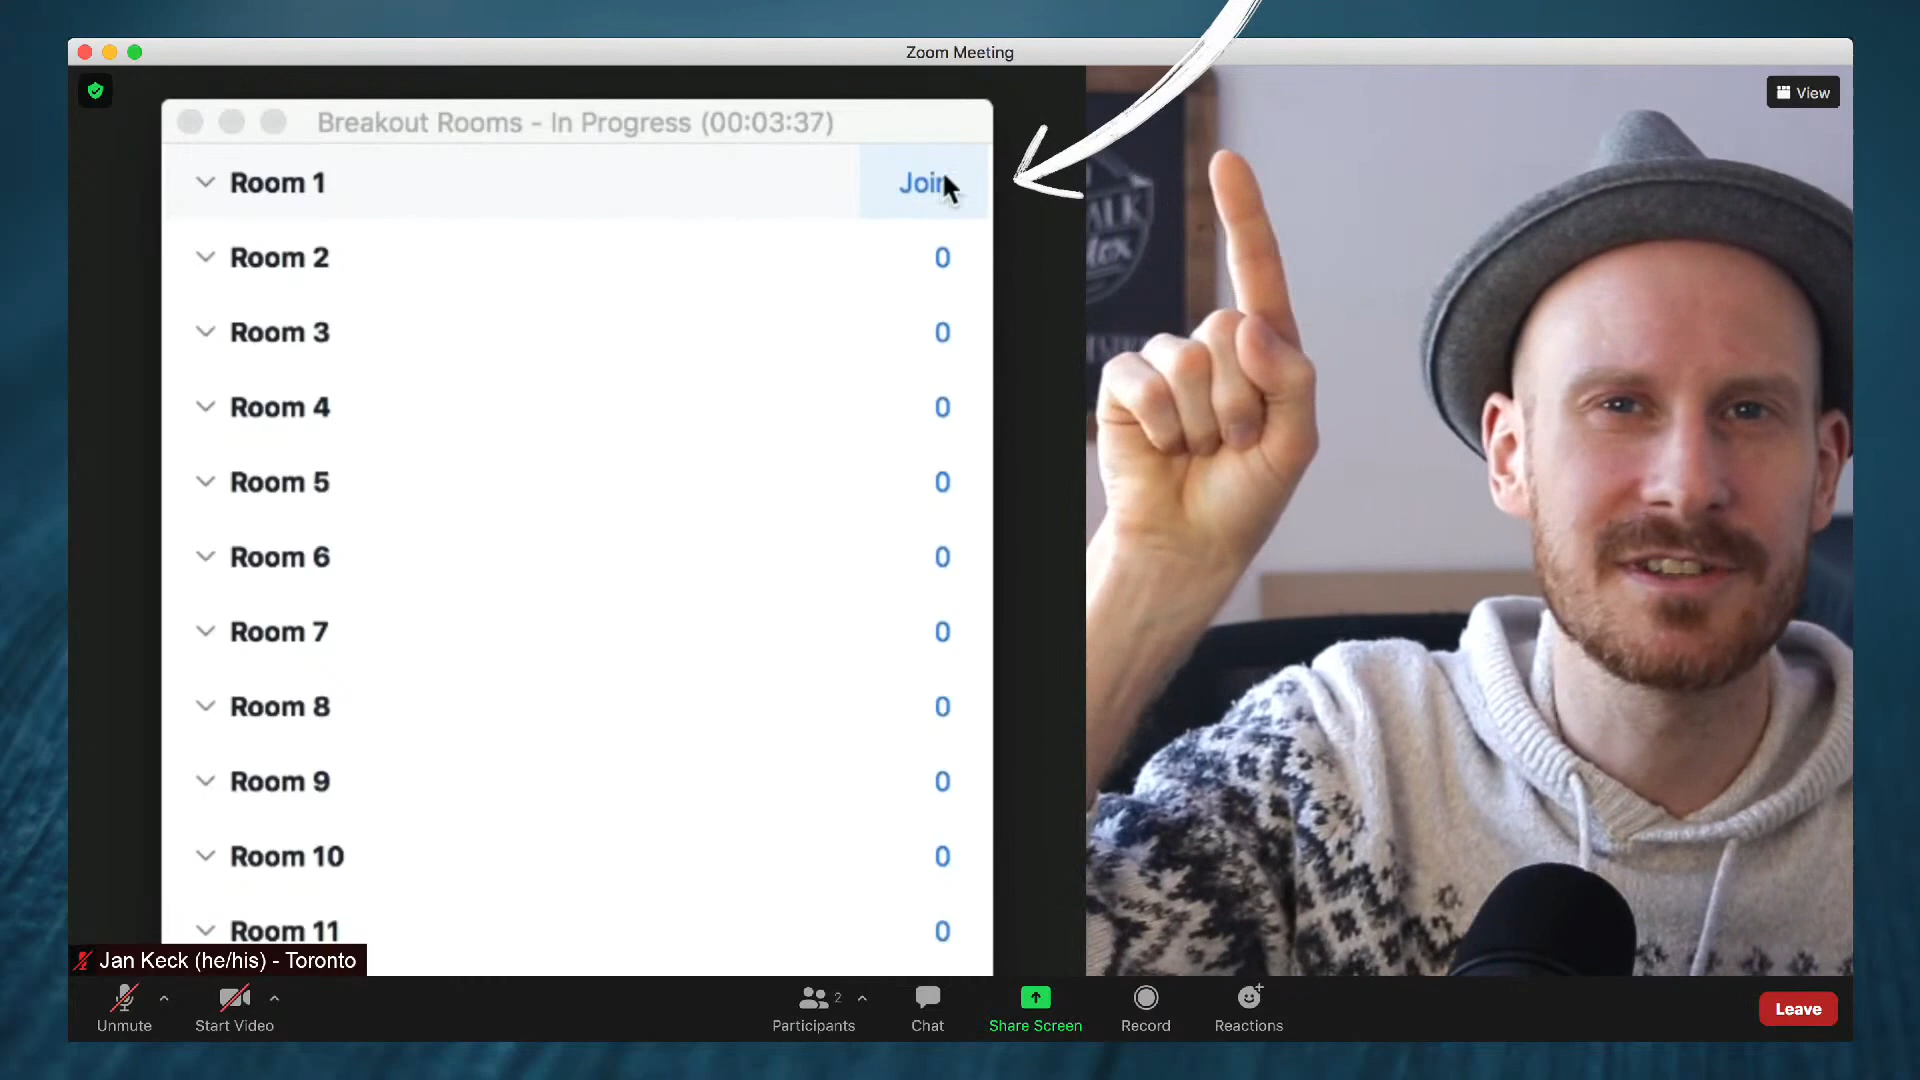 Zoom Meeting
View
Breakout Rooms - In Progress (00:03:37)
Room 1
Join
Room 2
0
Room 3
0
Room 4
0
Room 5
0
Room 6
0
Room 7
0
Room 8
0
Room 9
0
Room 10
0
Room 11
0
Jan Keck (he/his) - Toronto
Unmute
Start Video
Participants
2
Chat
Share Screen
Record
Reactions
Leave